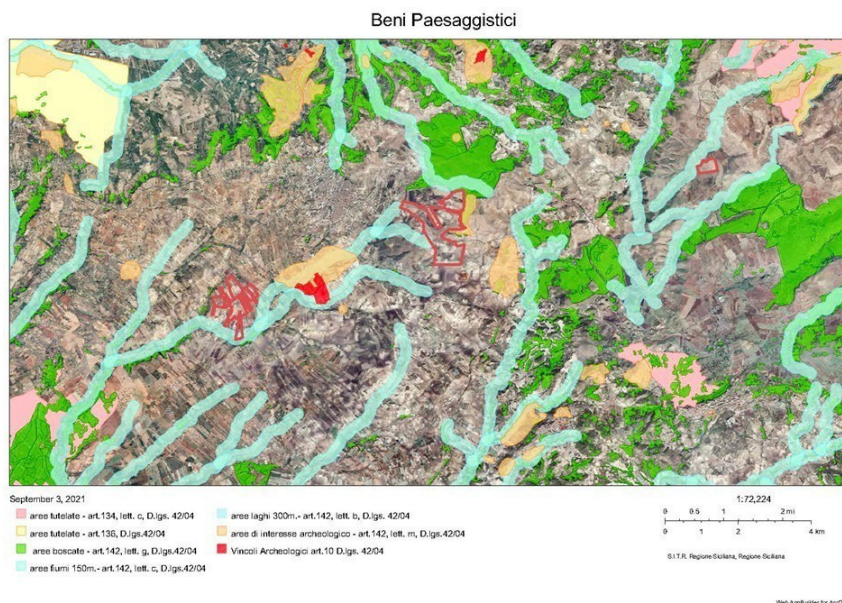 Beni Paesaggistici
September 3, 2021
1:72,224
aree tutelate - art.134, lett. c, D.lgs. 42/04
aree tutelate - art.136, D.lgs.42/04
aree boscate - art.142, lett. g, D.lgs.42/04
aree fiumi 150m.- art.142, lett. c, D.lgs.42/04
aree laghi 300m.- art.142, lett. b, D.lgs. 42/04
aree di interesse archeologico - art.142, lett. m, D.lgs. 42/04
Vincoli Archeologici art.10 D.lgs. 42/04
0 0.5 1 2 mi
0 1 2 4 km
S.I.T.R. Regione Siciliana, Regione Siciliana